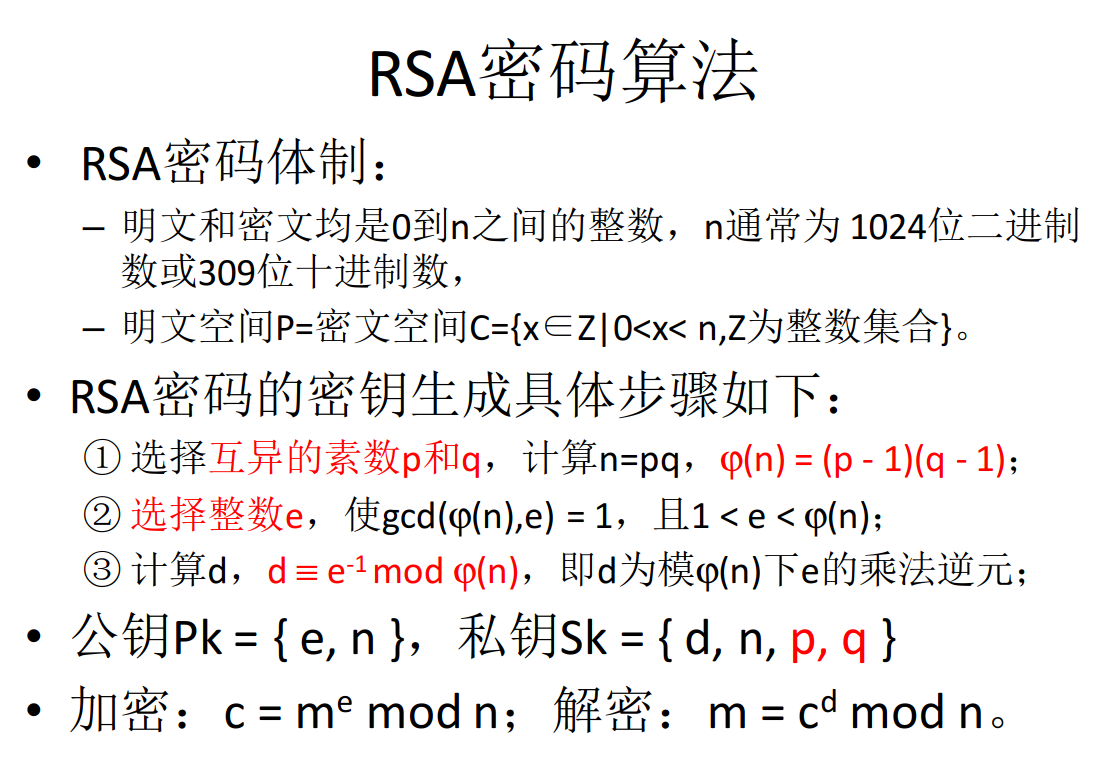 RSA密码算法
• RSA密码体制：
– 明文和密文均是0到n之间的整数，n通常为 1024位二进制
数或309位十进制数，
– 明文空间P=密文空间C={x∈Z|0<x< n,Z为整数集合}。
• RSA密码的密钥生成具体步骤如下：
① 选择互异的素数p和q，计算n=pq，φ(n) = (p - 1)(q - 1)；
② 选择整数e，使gcd(φ(n),e) = 1，且1 < e < φ(n)；
③ 计算d，d ≡ e⁻¹ mod φ(n)，即d为模φ(n)下e的乘法逆元；
• 公钥Pk = { e, n }，私钥Sk = { d, n, p, q }
• 加密：c = mᵉ mod n；解密：m = cᵈ mod n。